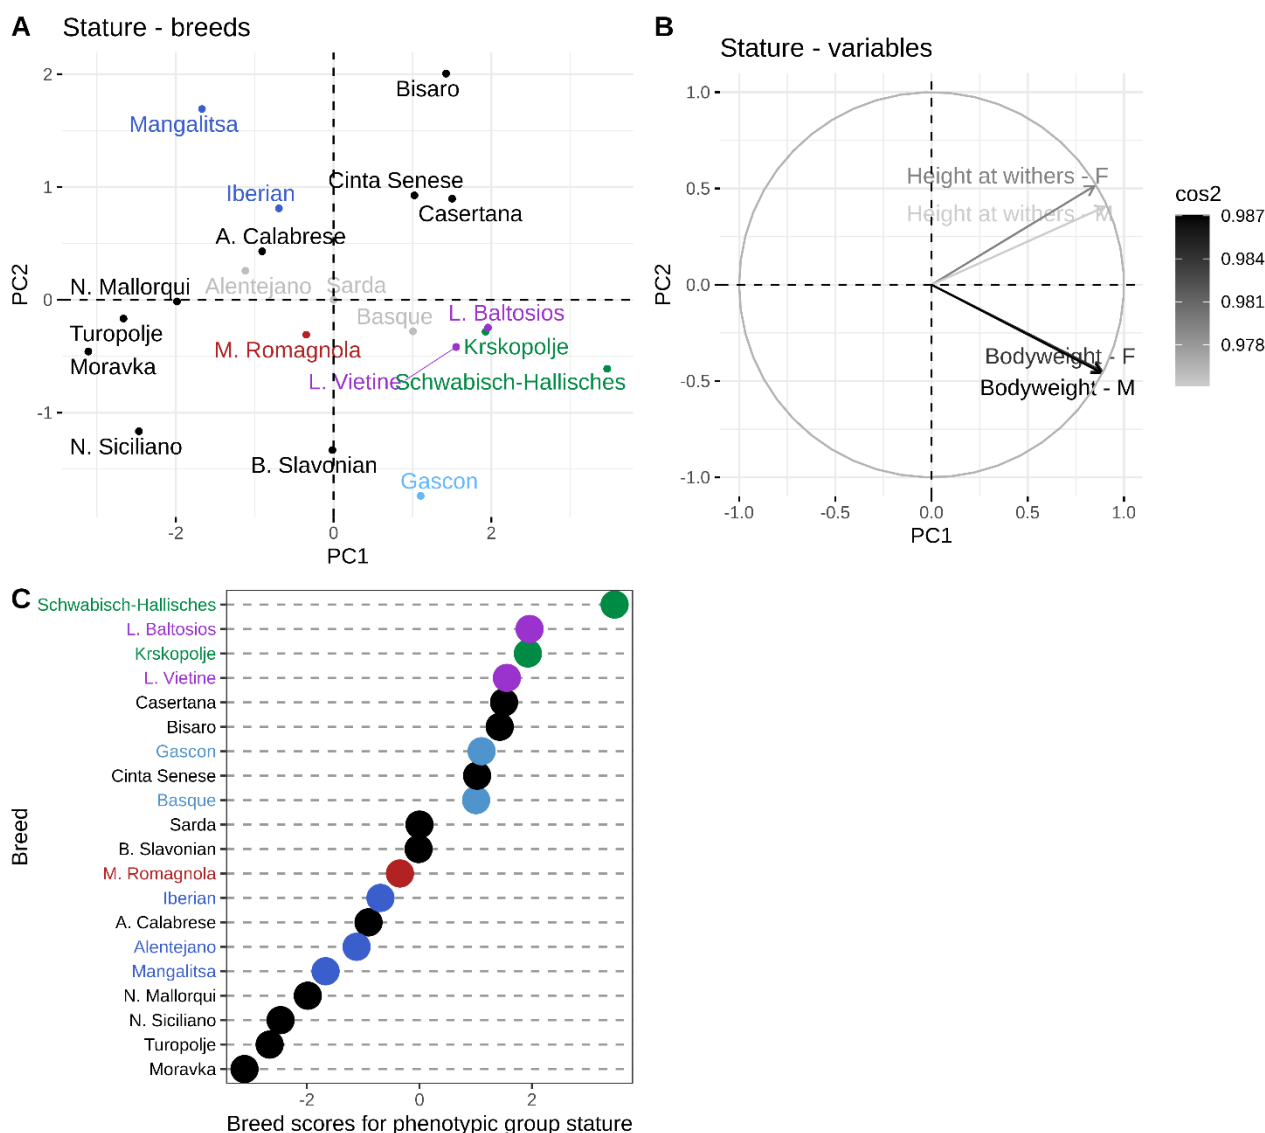 A Stature - breeds
2
1
0
-1
PC2
Bisaro
Mangalitsa
Cinta Senese
Iberian
Casertana
A. Calabrese
Alentejano
Sarda
N. Mallorqui
L. Baltosios
Basque
Turopolje
M. Romagnola
Krskopolje
Moravka
L. Vietine
Schwabisch-Hallisches
N. Siciliano
B. Slavonian
Gascon
-2 0 2
PC1
B
Stature - variables
1.0
0.5
0.0
-0.5
-1.0
PC2
Height at withers - F
Height at withers - M
Bodyweight - F
Bodyweight - M
-1.0 -0.5 0.0 0.5 1.0
PC1
cos2
0.987
0.984
0.981
0.978
C
Schwabisch-Hallisches
L. Baltosios
Krskopolje
L. Vietine
Casertana
Bisaro
Gascon
Cinta Senese
Basque
Sarda
B. Slavonian
M. Romagnola
Iberian
A. Calabrese
Alentejano
Mangalitsa
N. Mallorqui
N. Siciliano
Turopolje
Moravka
Breed
-2 0 2
Breed scores for phenotypic group stature